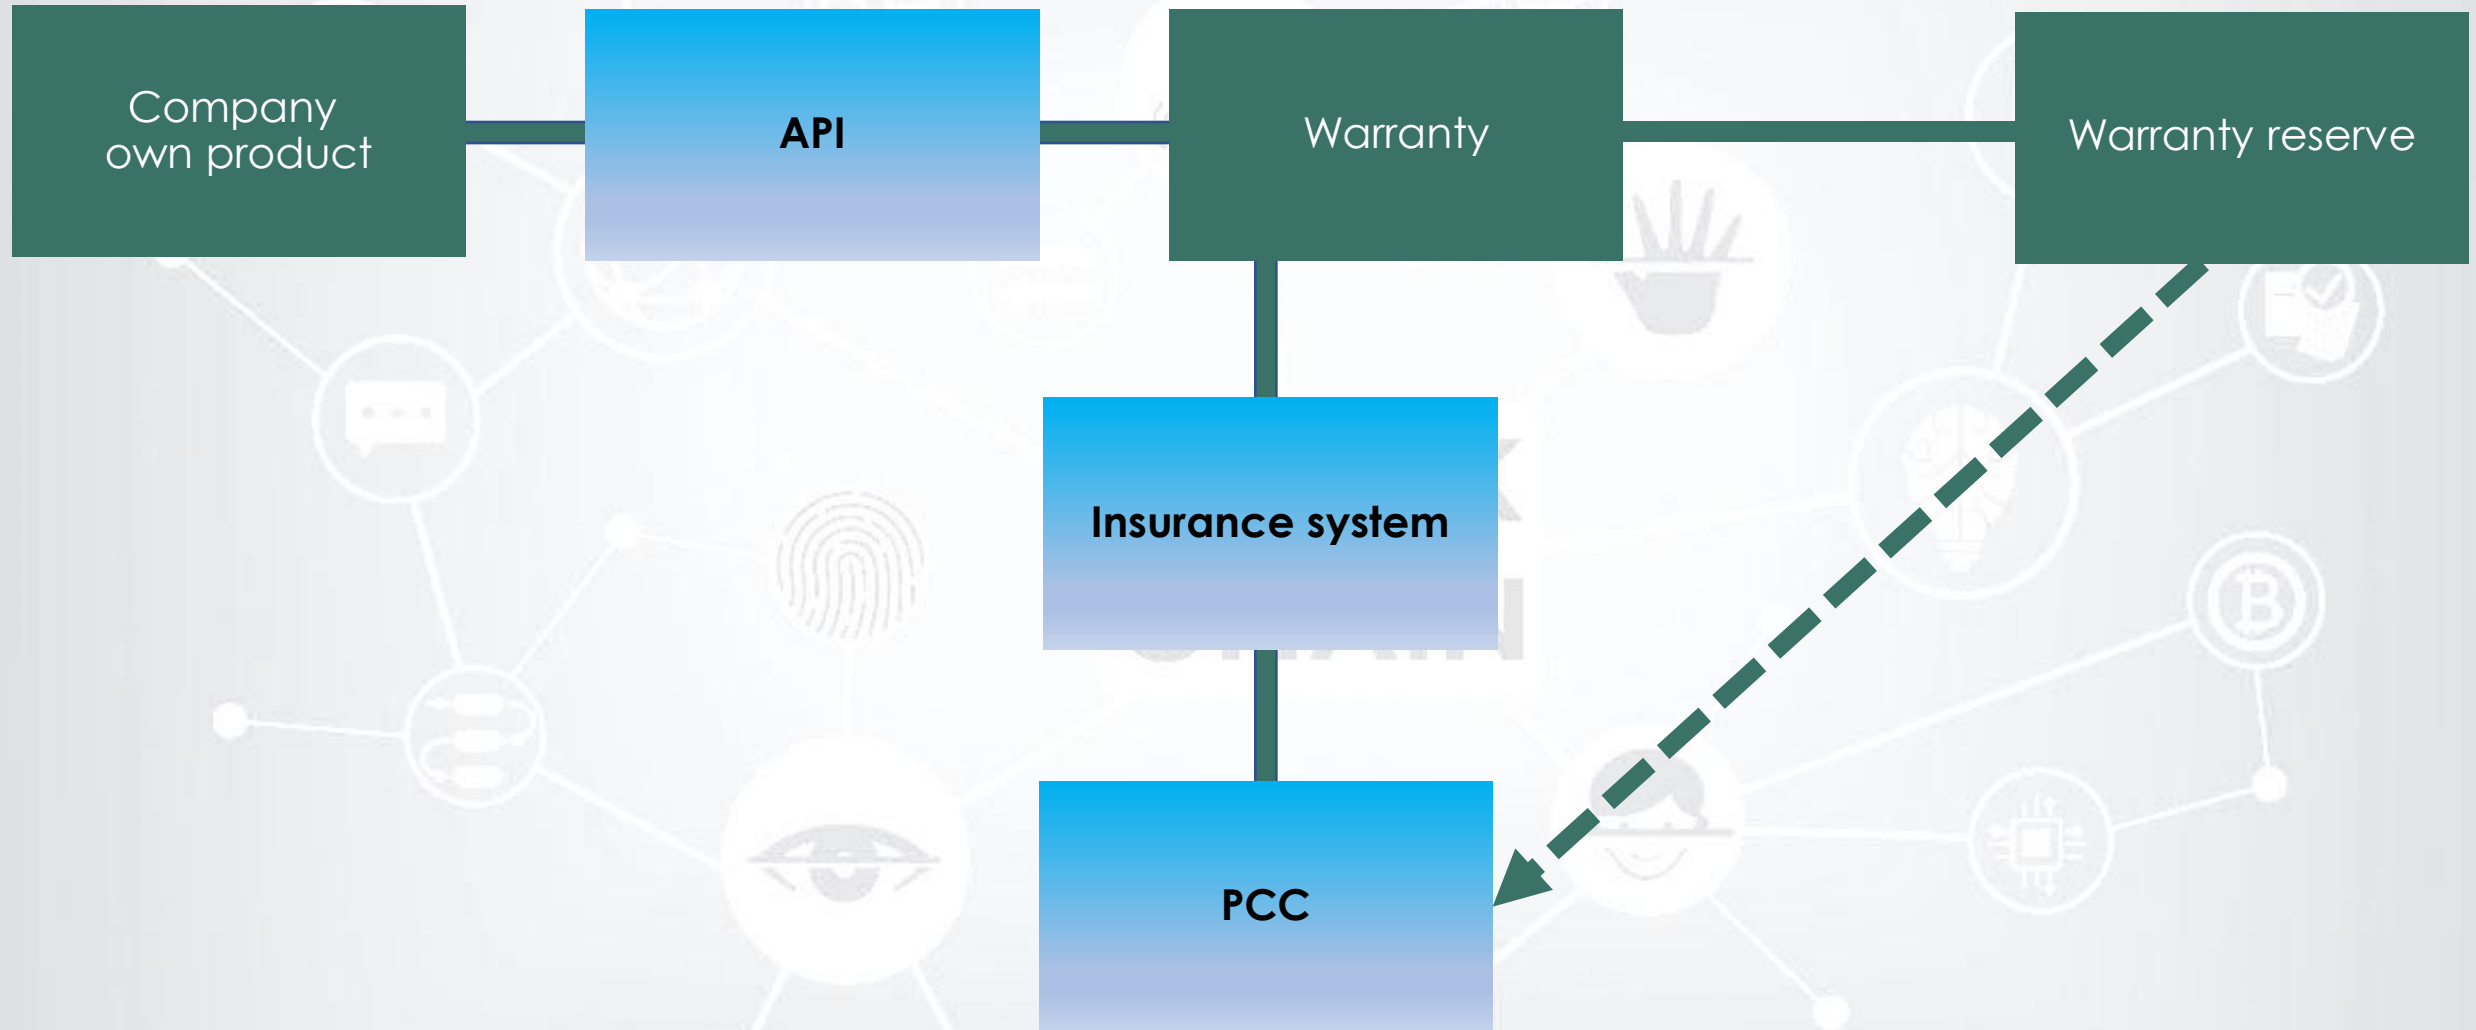 Company
own product
API
Warranty
Warranty reserve
Insurance system
PCC